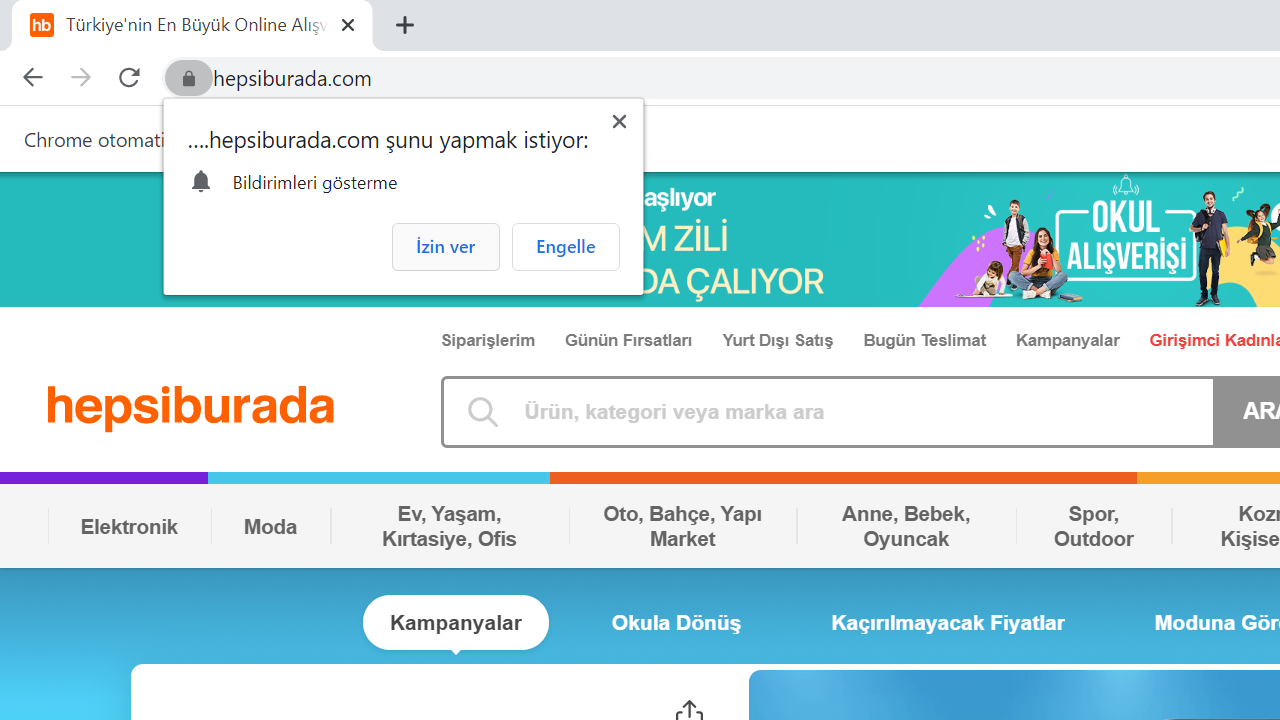 hb Türkiye'nin En Büyük Online Alışv
hepsiburada.com
Chrome otomati
….hepsiburada.com şunu yapmak istiyor:
Bildirimleri gösterme
İzin ver
Engelle
aşlıyor
M ZİLİ
DA ÇALIYOR
OKUL
ALIŞVERİŞİ
Siparişlerim Günün Fırsatları Yurt Dışı Satış Bugün Teslimat Kampanyalar Girişimci Kadınla
hepsiburada
Ürün, kategori veya marka ara
ARA
Elektronik
Moda
Ev, Yaşam,
Kırtasiye, Ofis
Oto, Bahçe, Yapı
Market
Anne, Bebek,
Oyuncak
Spor,
Outdoor
Kozm
Kişise
Kampanyalar Okula Dönüş Kaçırılmayacak Fiyatlar Moduna Göre